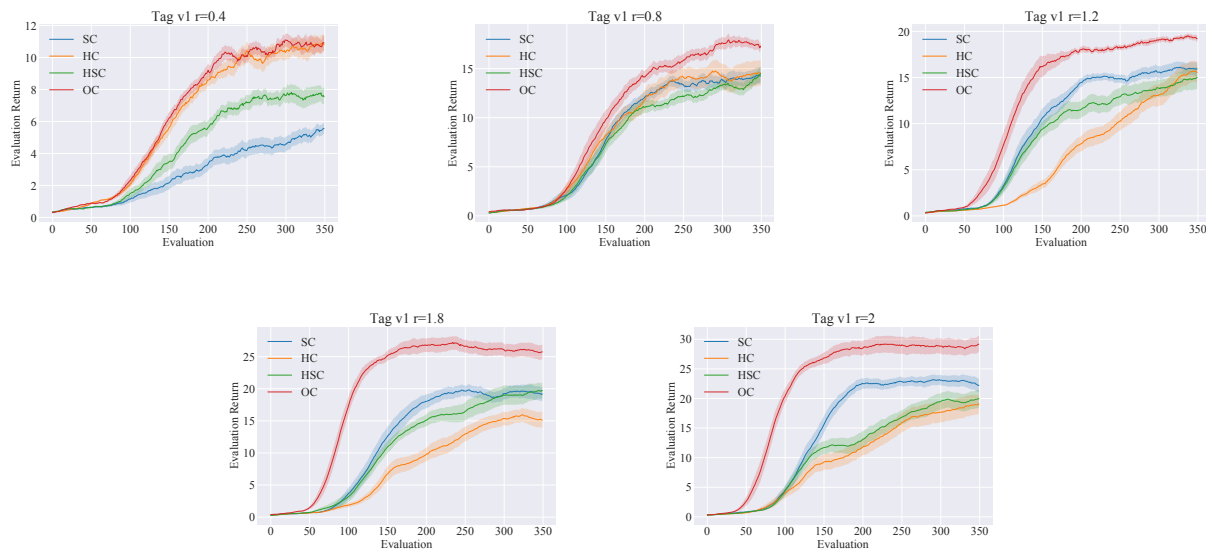 Tag v1 r=0.4
12
10
8
6
4
2
0
0 50 100 150 200 250 300 350
Evaluation
Evaluation Return
SC
HC
HSC
OC
Tag v1 r=0.8
15
10
5
0
0 50 100 150 200 250 300 350
Evaluation
Evaluation Return
SC
HC
HSC
OC
Tag v1 r=1.2
20
15
10
5
0
0 50 100 150 200 250 300 350
Evaluation
Evaluation Return
SC
HC
HSC
OC
Tag v1 r=1.8
25
20
15
10
5
0
0 50 100 150 200 250 300 350
Evaluation
Evaluation Return
SC
HC
HSC
OC
Tag v1 r=2
30
25
20
15
10
5
0
0 50 100 150 200 250 300 350
Evaluation
Evaluation Return
SC
HC
HSC
OC